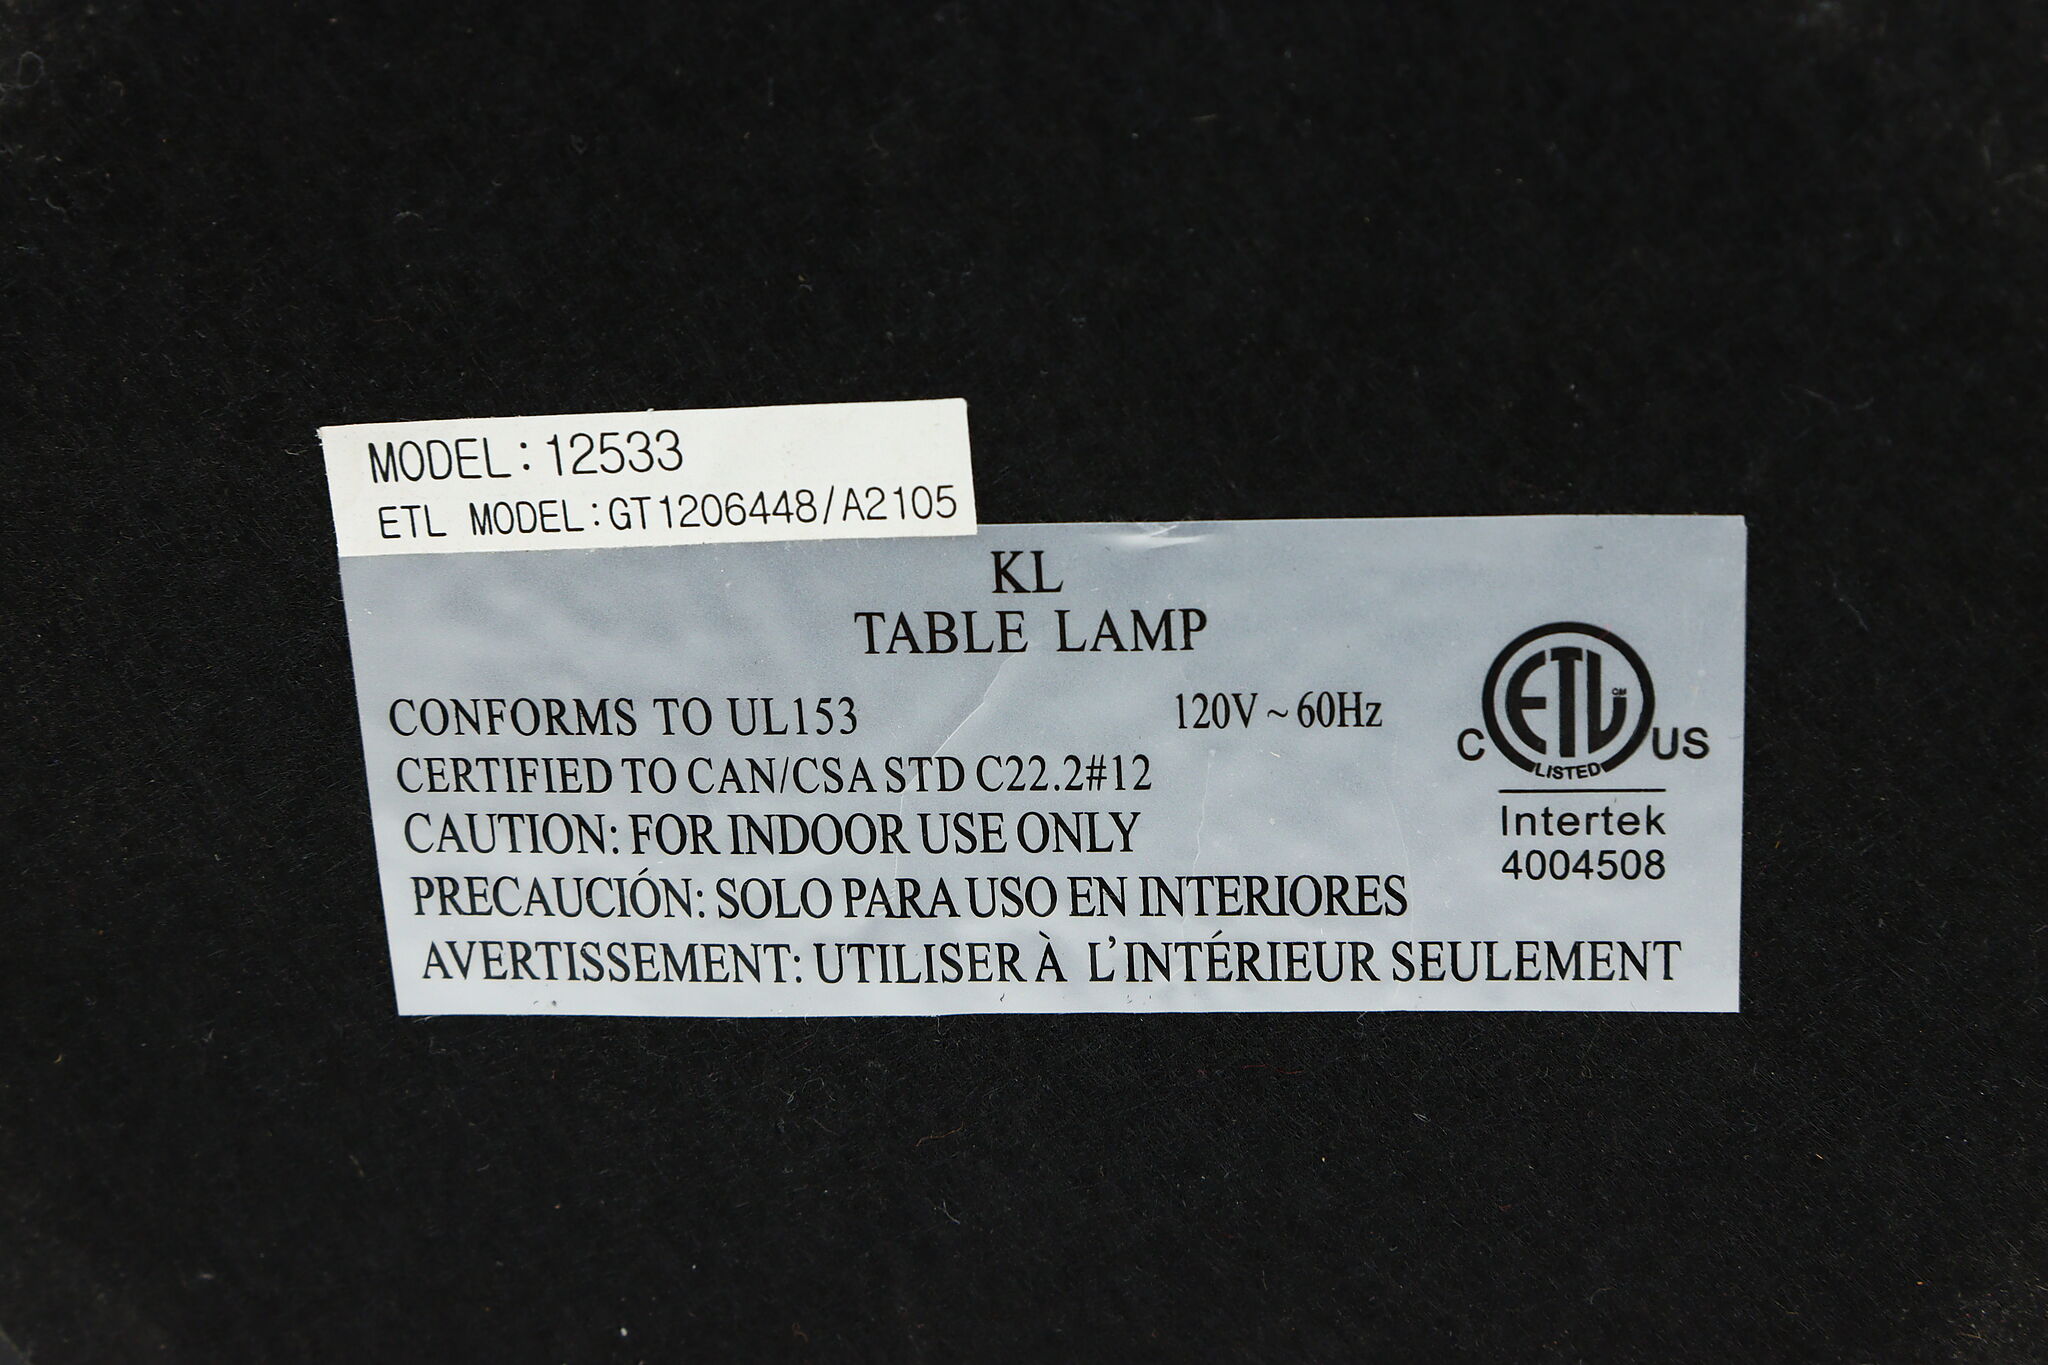 MODEL: 12533
ETL MODEL: GT1206448/A2105
KL
TABLE LAMP
CONFORMS TO UL153 120V ~ 60Hz
CERTIFIED TO CAN/CSA STD C22.2#12
CAUTION: FOR INDOOR USE ONLY
PRECAUCIÓN: SOLO PARA USO EN INTERIORES
AVERTISSEMENT: UTILISER À L'INTÉRIEUR SEULEMENT
ETL CM
C US
LISTED
Intertek
4004508